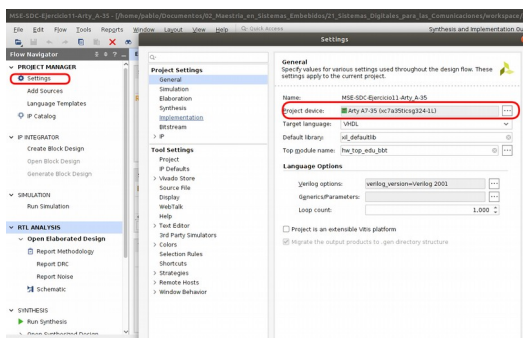 MSE-SDC-Ejercicio11-Arty_A-35 - [/home/pablo/Documentos/02_Maestria_en_Sistemas_Embebidos/21_Sistemas_Digitales_para_las_Comunicaciones/workspace/
File Edit Flow Tools Reports Window Layout View Help Quick Access
Synthesis and Implementation
Settings
Flow Navigator
PROJECT MANAGER
Settings
Add Sources
Language Templates
IP Catalog
IP INTEGRATOR
Create Block Design
Open Block Design
Generate Block Design
SIMULATION
Run Simulation
RTL ANALYSIS
Open Elaborated Design
Report Methodology
Report DRC
Report Noise
Schematic
SYNTHESIS
Run Synthesis
Open Synthesized Design
Project Settings
General
Simulation
Elaboration
Synthesis
Implementation
Bitstream
IP
Tool Settings
Project
IP Defaults
Vivado Store
Source File
Display
WebTalk
Help
Text Editor
3rd Party Simulators
Colors
Selection Rules
Shortcuts
Strategies
Remote Hosts
Window Behavior
General
Specify values for various settings used throughout the design flow. These
settings apply to the current project.
Name: MSE-SDC-Ejercicio11-Arty_A-35
Project device: Arty A7-35 (xc7a35ticsg324-1L)
Target language: VHDL
Default library: xil_defaultlib
Top module name: hw_top_edu_bbt
Language Options
Verilog options: verilog_version=Verilog 2001
Generics/Parameters:
Loop count: 1,000
Project is an extensible Vitis platform
Migrate the output products to .gen directory structure